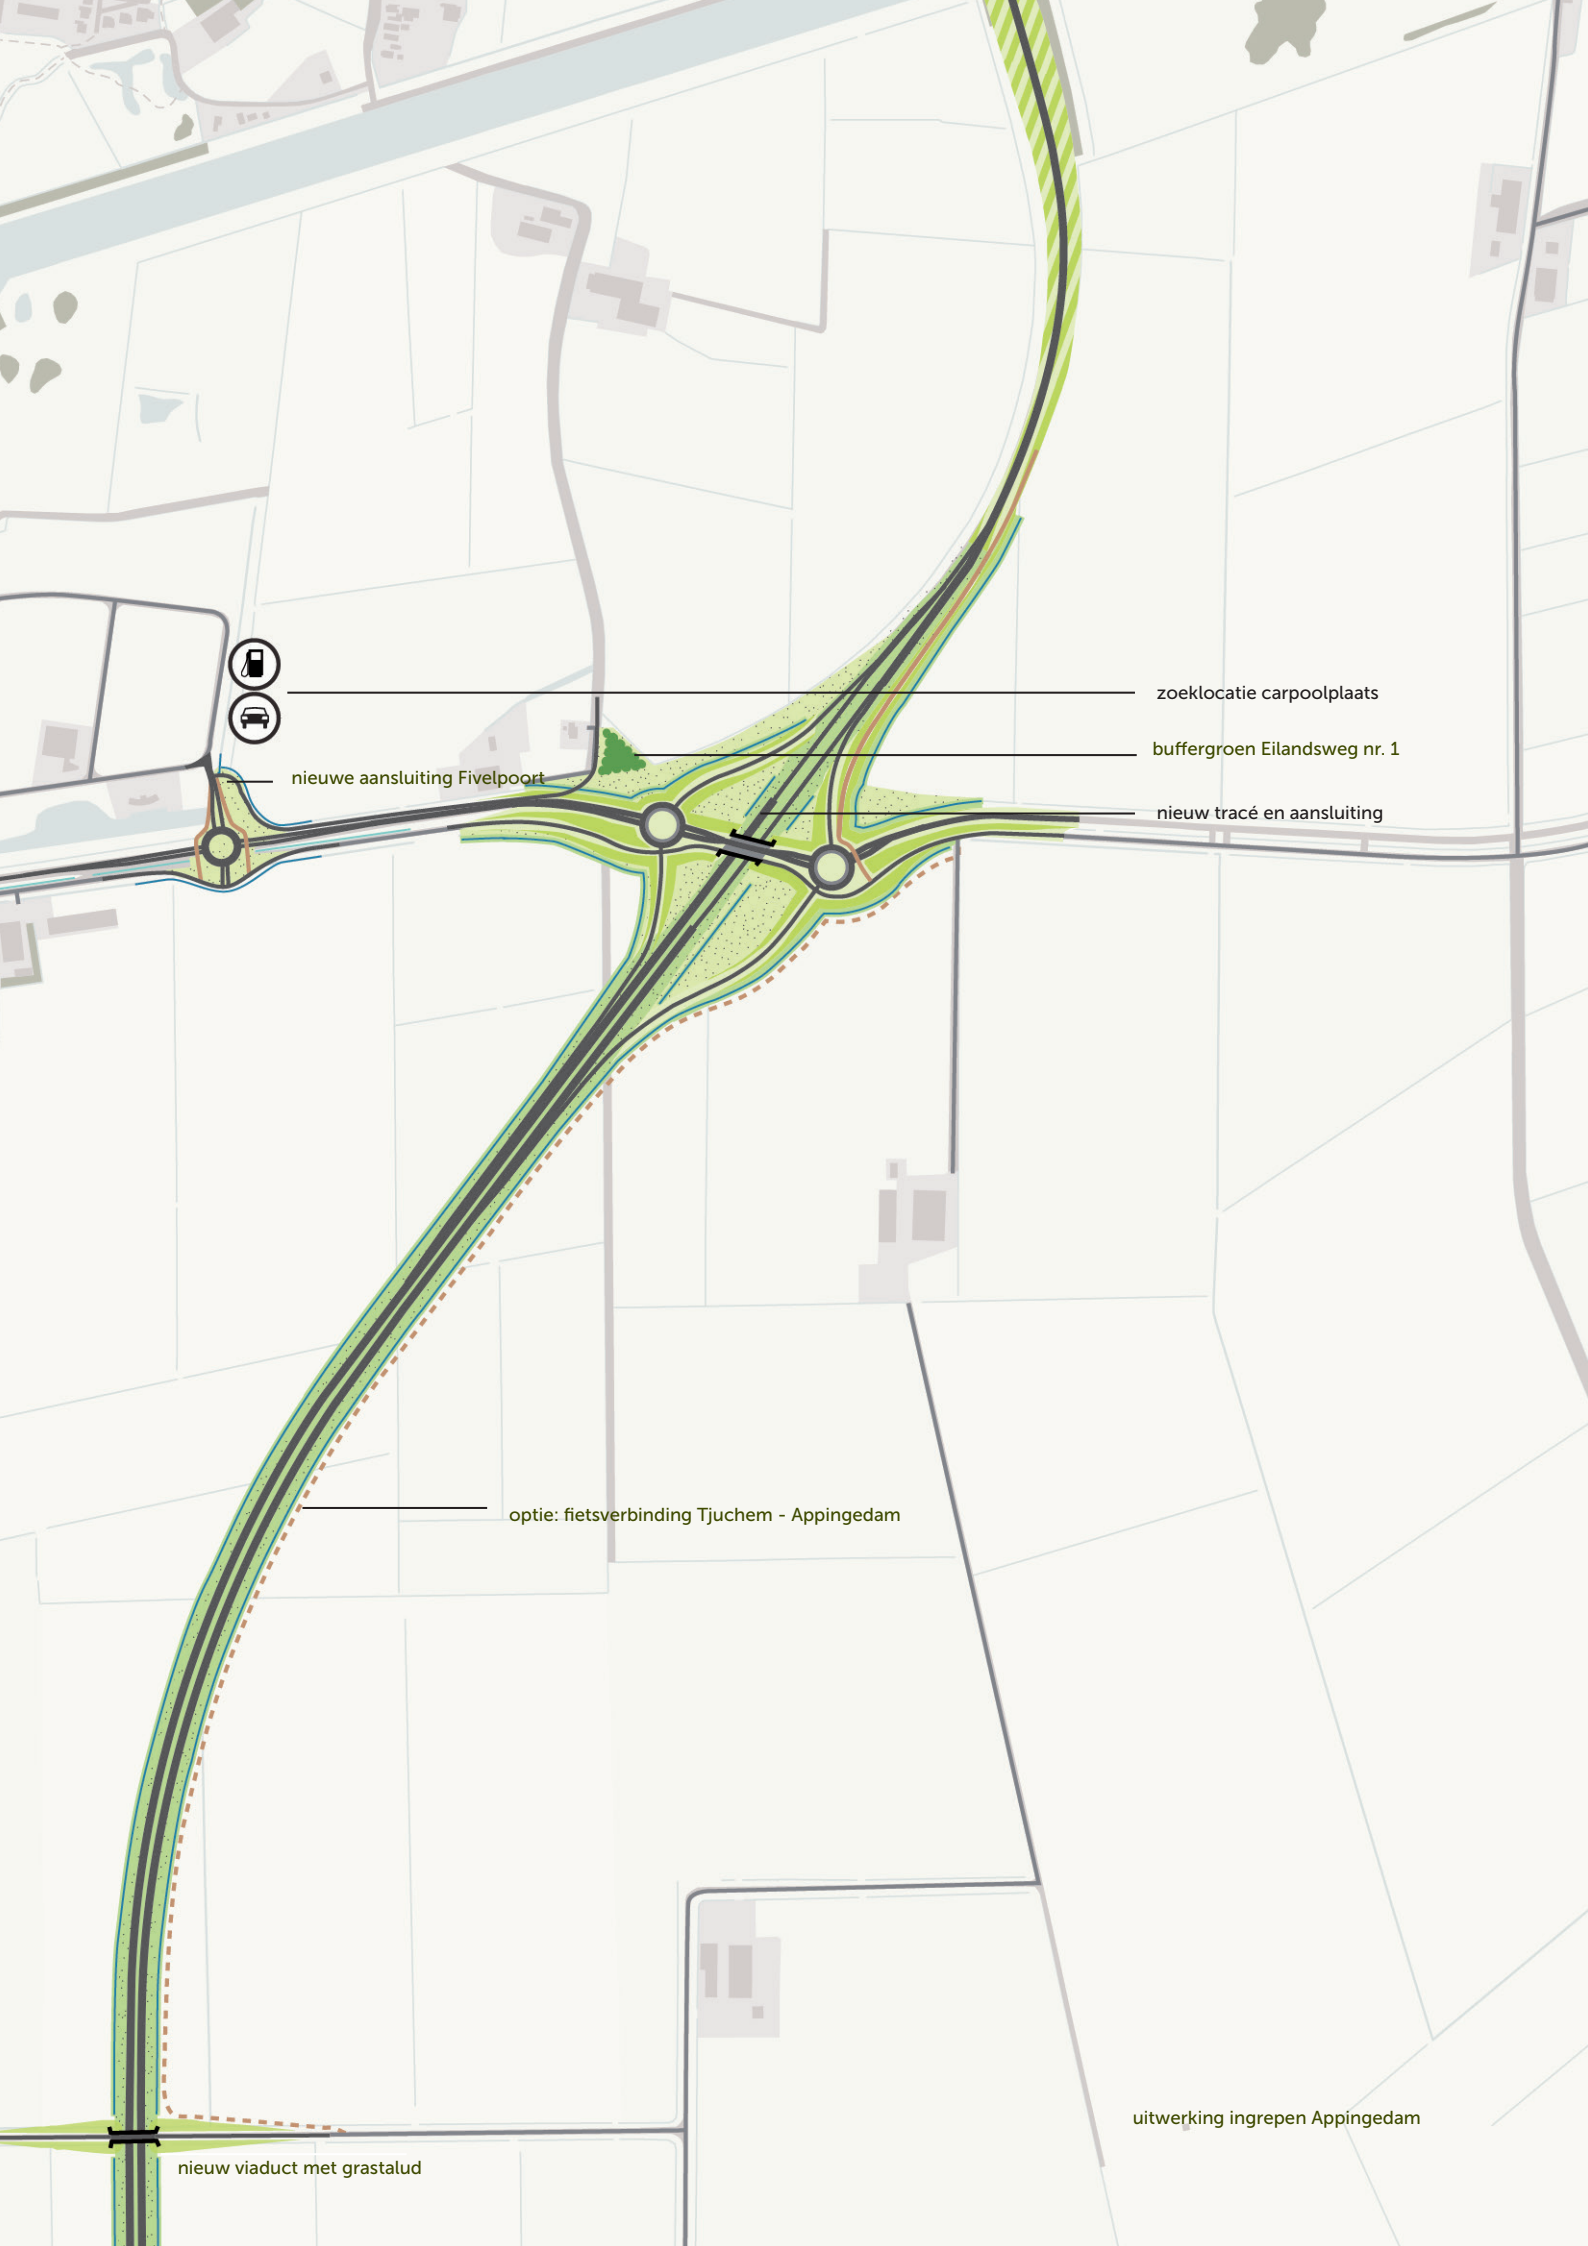 zoeklocatie carpoolplaats
buffergroen Eilandsweg nr. 1
nieuwe aansluiting Fivelpoort
nieuw tracé en aansluiting
optie: fietsverbinding Tjuchem - Appingedam
uitwerking ingrepen Appingedam
nieuw viaduct met grastalud